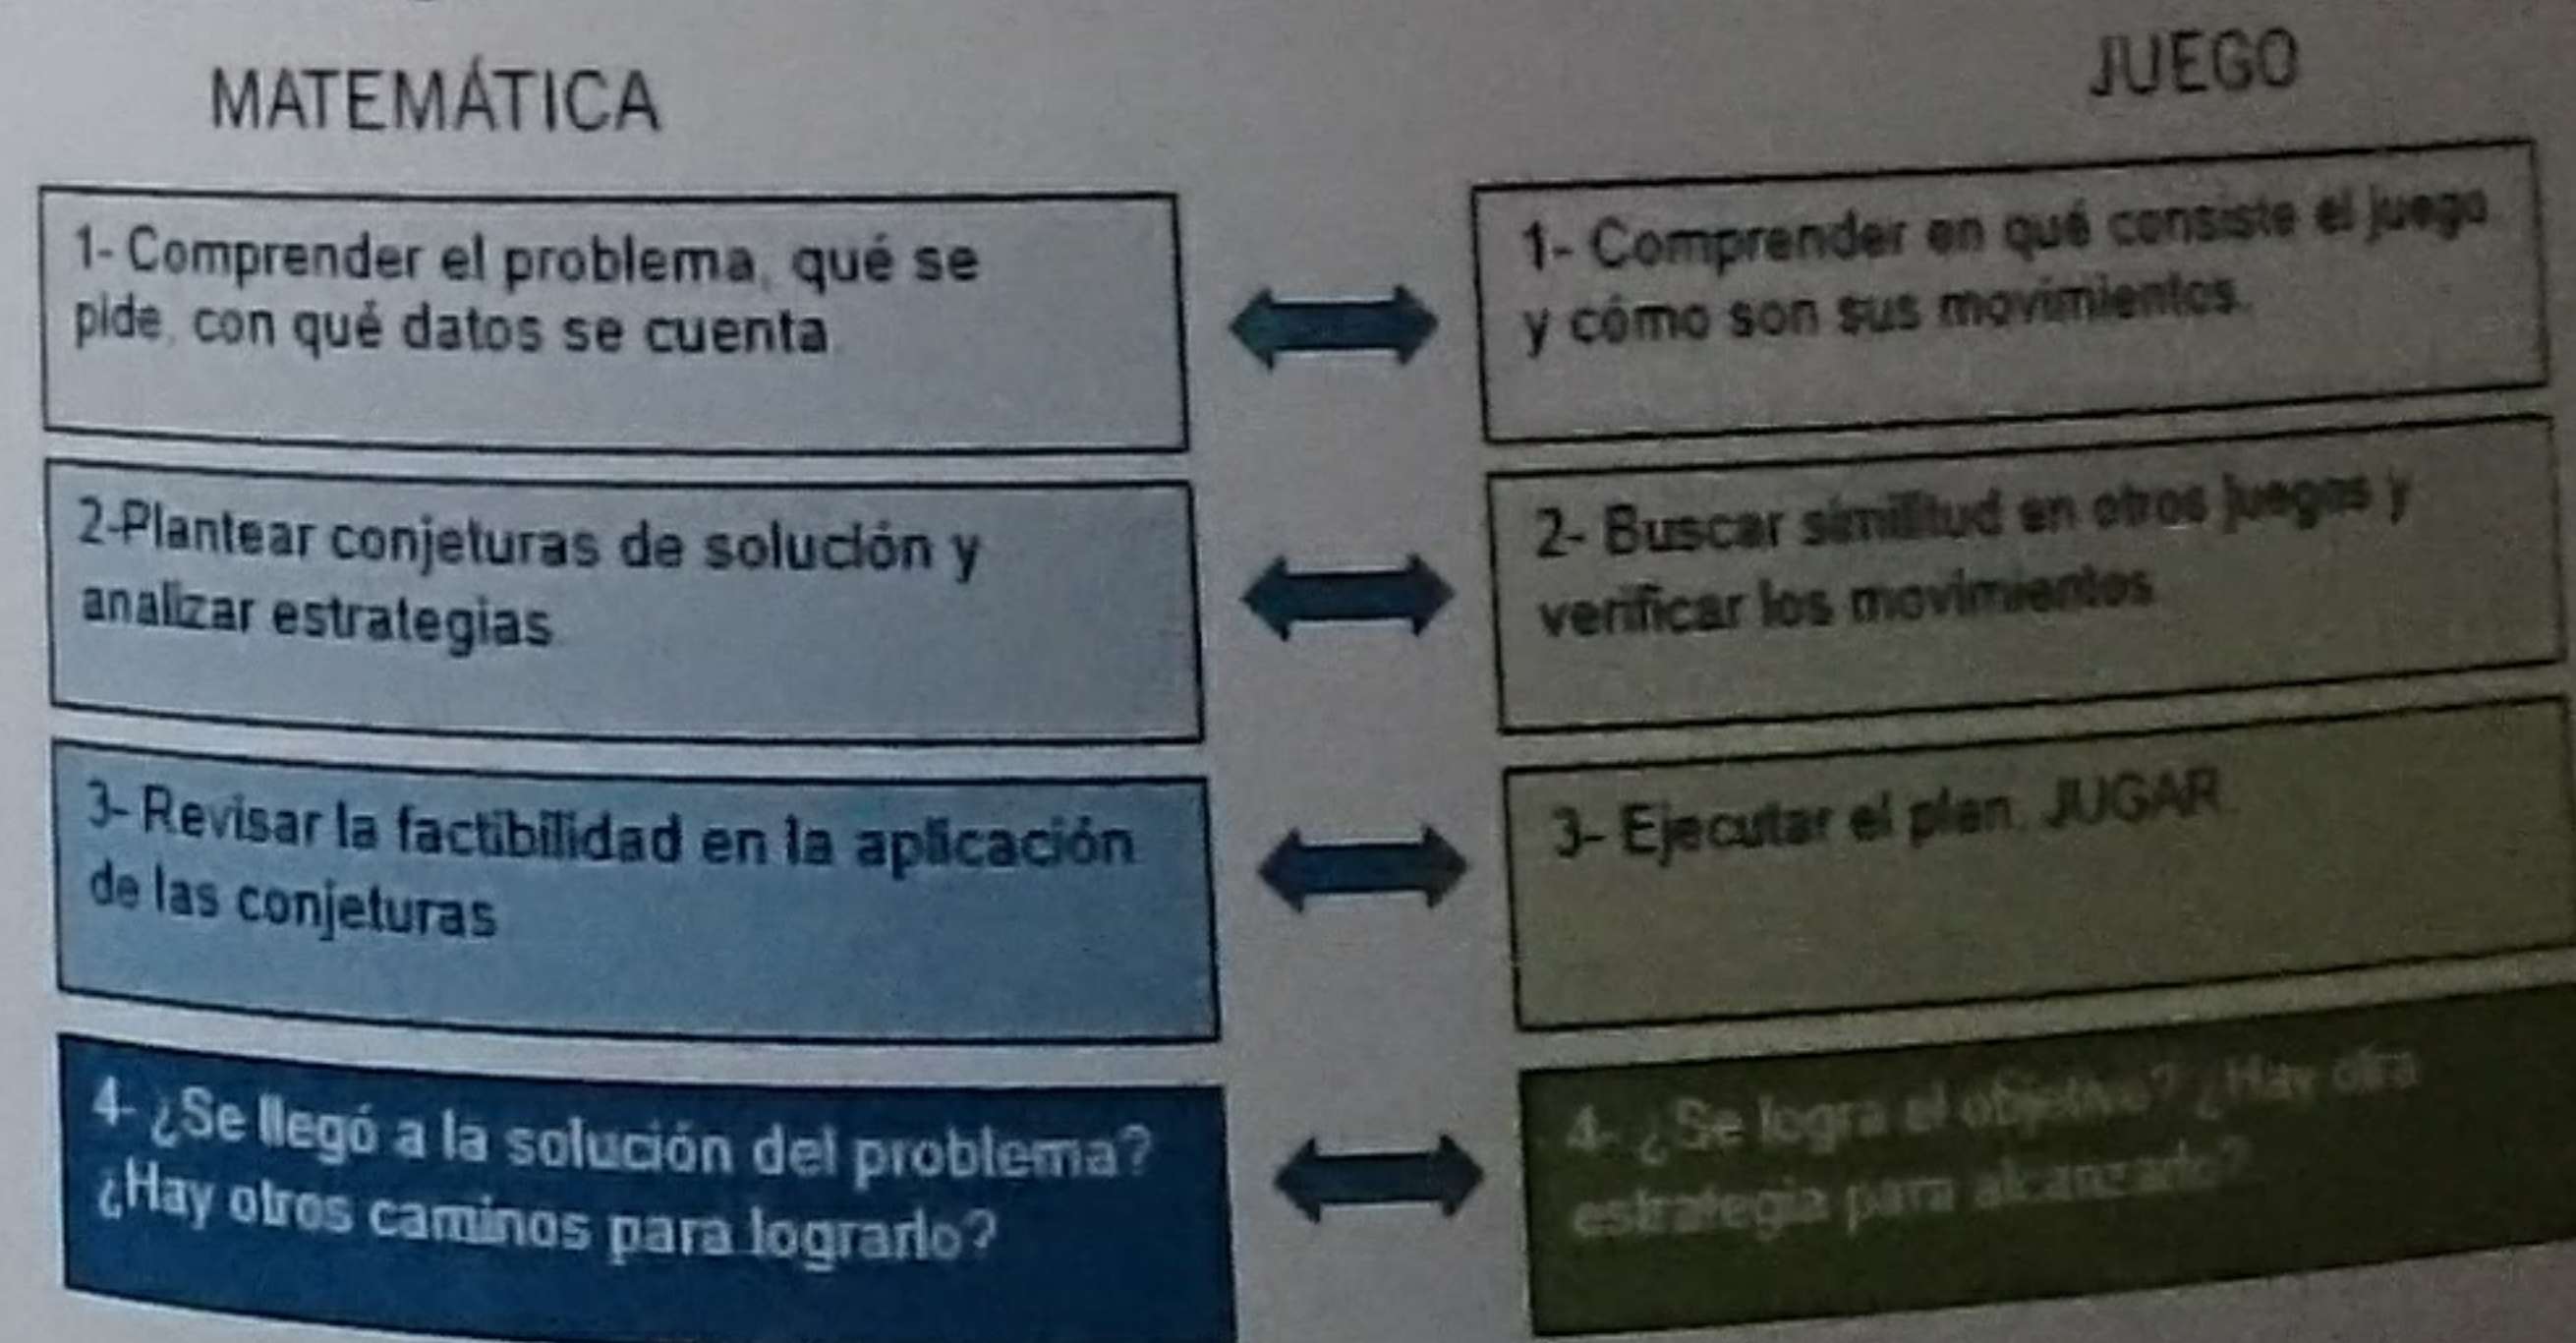 MATEMÁTICA
JUEGO
1- Comprender el problema, qué se
pide, con qué datos se cuenta.
1- Comprender en qué consiste el juego
y cómo son sus movimientos.
2-Plantear conjeturas de solución y
analizar estrategias.
2- Buscar similitud en otros juegos y
verificar los movimientos.
3- Revisar la factibilidad en la aplicación
de las conjeturas
3- Ejecutar el plan. JUGAR.
4- ¿Se llegó a la solución del problema?
¿Hay otros caminos para lograrlo?
4- ¿Se logra el objetivo? ¿Hay otra
estrategia para alcanzarlo?